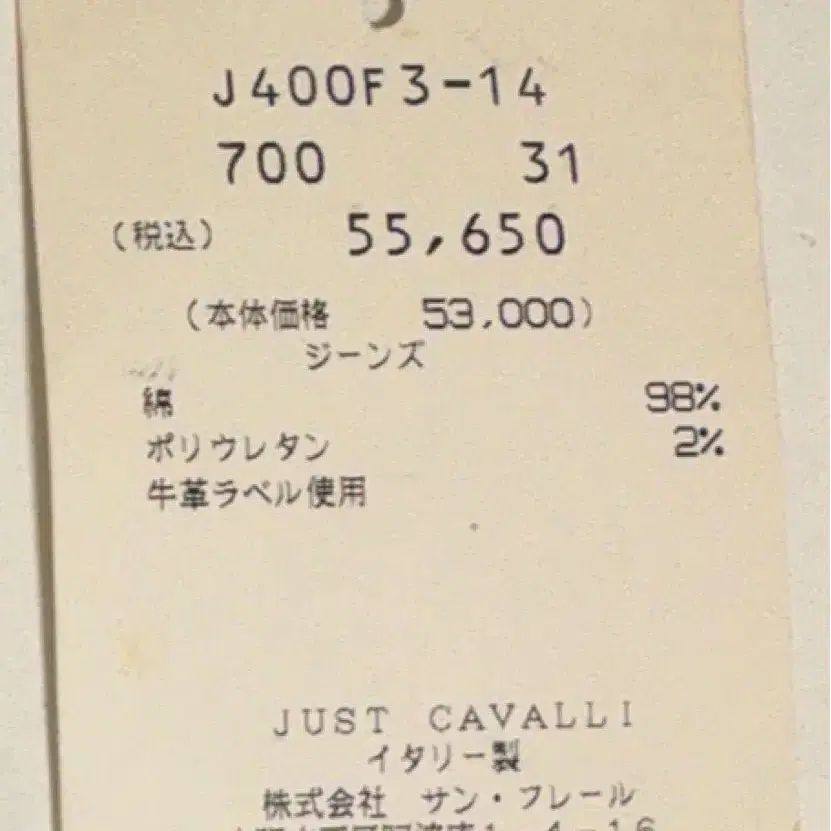 J400F3-14
700 31
(税込) 55,650
(本体価格 53,000)
ジーンズ
綿 98%
ポリウレタン 2%
牛革ラベル使用
JUST CAVALLI
イタリー製
株式会社 サン・フレール